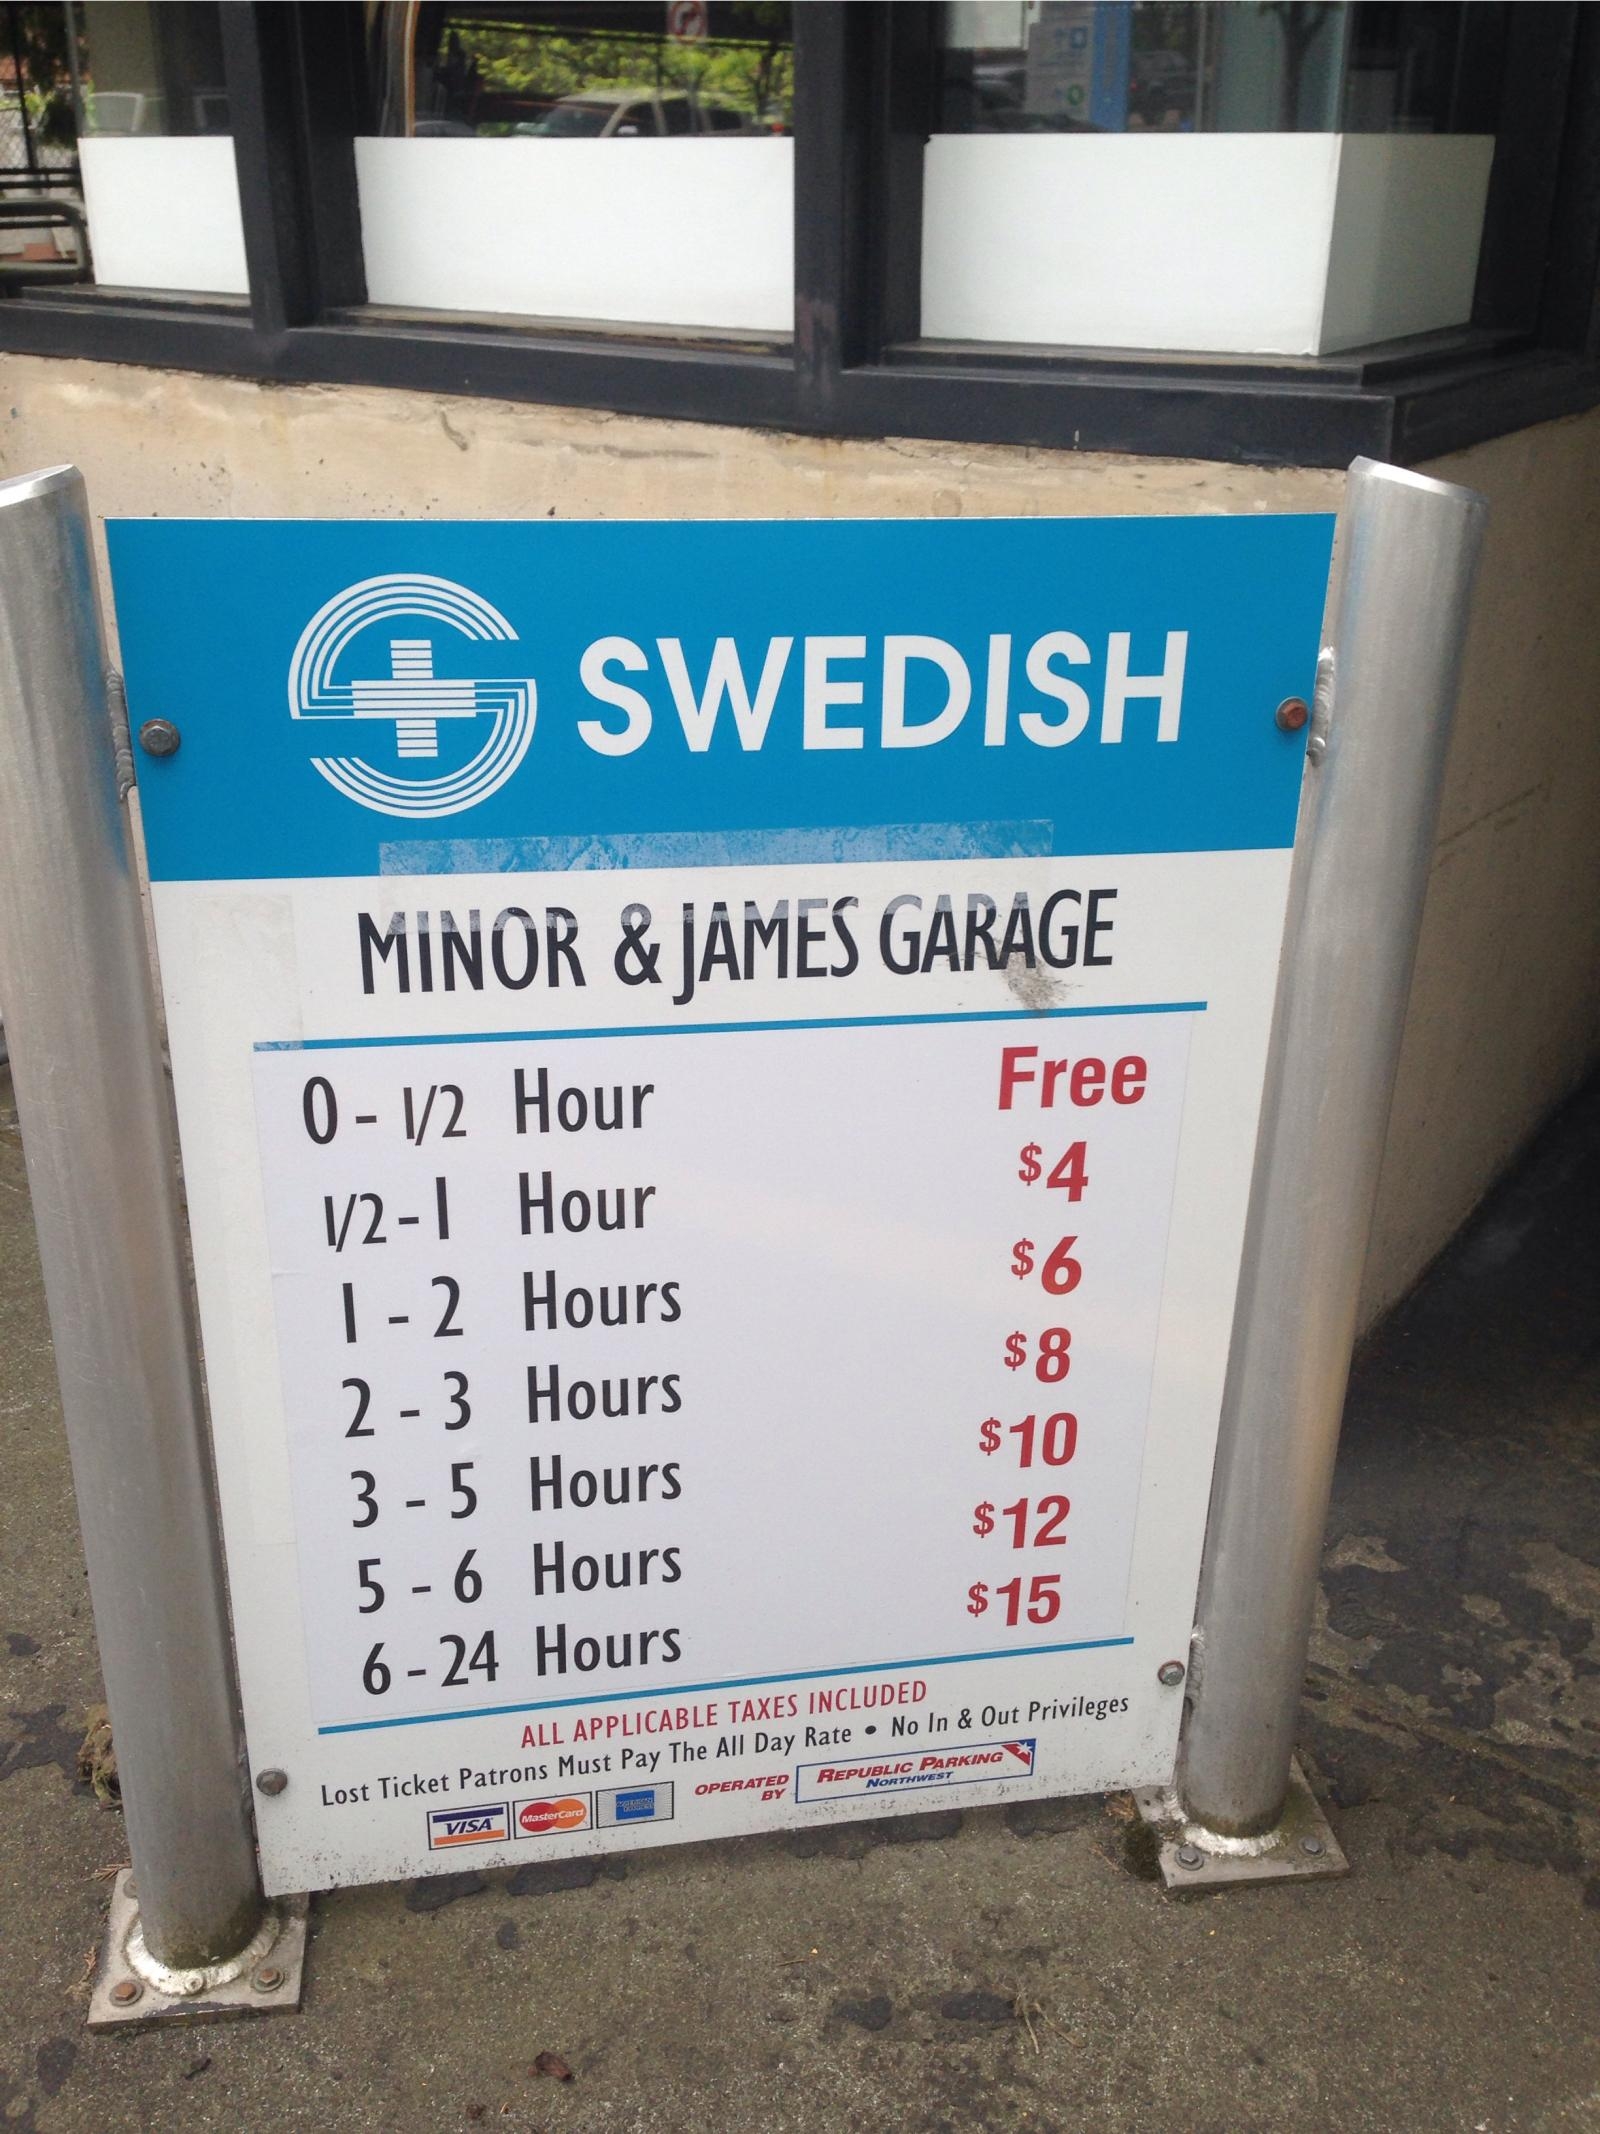 SWEDISH
MINOR & JAMES GARAGE
0 - 1/2 Hour Free
1/2 - 1 Hour $4
1 - 2 Hours $6
2 - 3 Hours $8
3 - 5 Hours $10
5 - 6 Hours $12
6 - 24 Hours $15
ALL APPLICABLE TAXES INCLUDED
Lost Ticket Patrons Must Pay The All Day Rate • No In & Out Privileges
VISA MasterCard AMERICAN EXPRESS OPERATED BY REPUBLIC PARKING NORTHWEST